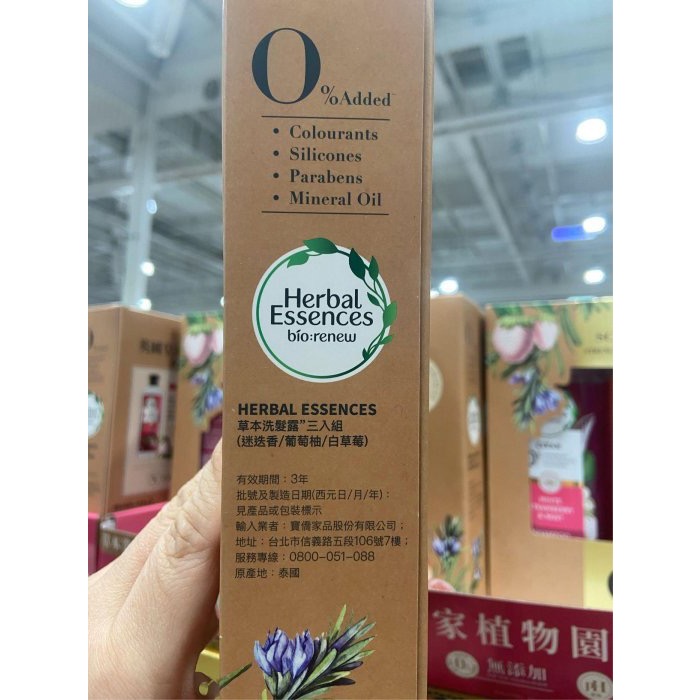 0%Added™
• Colourants
• Silicones
• Parabens
• Mineral Oil
Herbal
Essences
bio:renew
HERBAL ESSENCES
草本洗髮露”三入組
(迷迭香/葡萄柚/白草莓)
有效期間：3年
批號及製造日期(西元日/月/年)：
見產品或包裝標示
輸入業者：寶僑家品股份有限公司；
地址：台北市信義路五段106號7樓；
服務專線：0800-051-088
原產地：泰國
家植物園
無添加